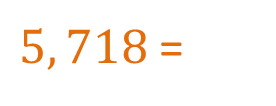 5, 718 =